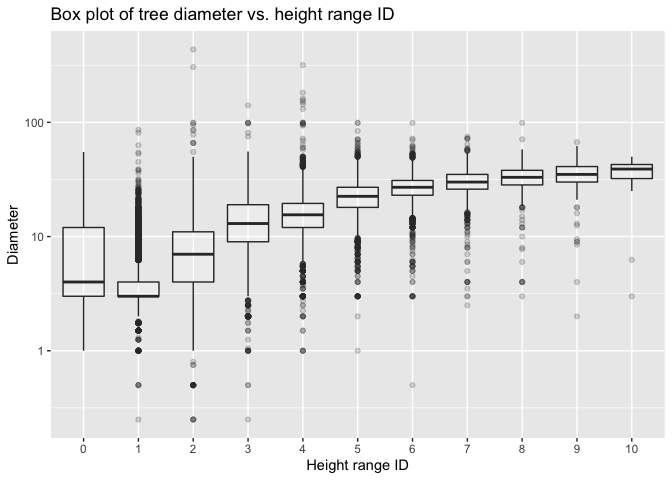 Box plot of tree diameter vs. height range ID
Diameter
100
10
1
0 1 2 3 4 5 6 7 8 9 10
Height range ID